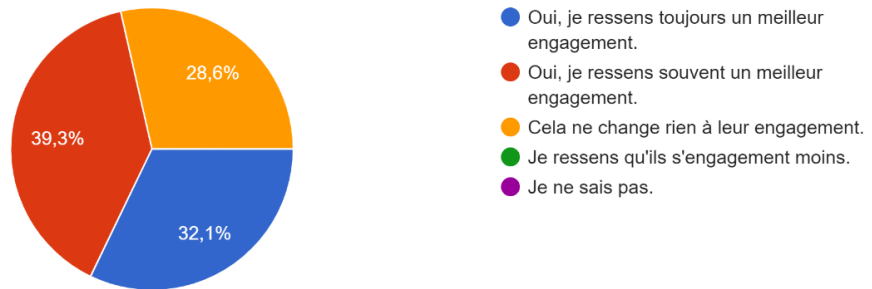 28,6%
39,3%
32,1%
Oui, je ressens toujours un meilleur
engagement.
Oui, je ressens souvent un meilleur
engagement.
Cela ne change rien à leur engagement.
Je ressens qu'ils s'engagement moins.
Je ne sais pas.